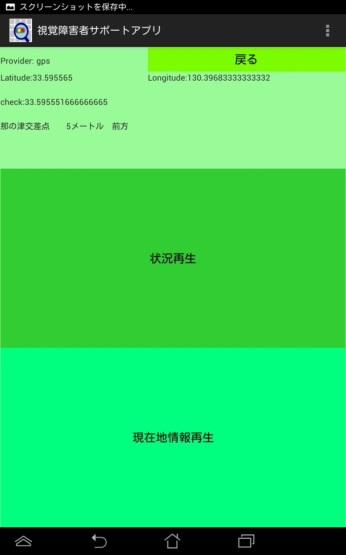 スクリーンショットを保存中...
視覚障害者サポートアプリ
Provider: gps
戻る
Latitude:33.595565 Longitude:130.39683333333332
check:33.595551666666665
那の津交差点 5メートル 前方
状況再生
現在地情報再生